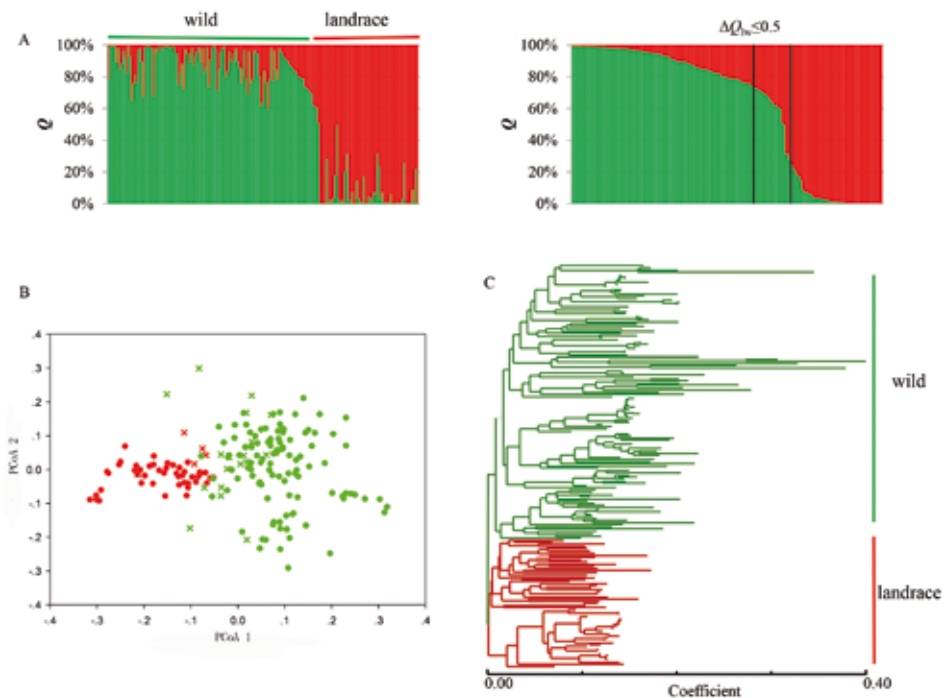 wild landrace
A
100%
80%
60%
40%
20%
0%
Q
ΔQlw≤0.5
100%
80%
60%
40%
20%
0%
Q
B
.4
.3
.2
.1
0.0
-.1
-.2
-.3
-.4
PCoA 2
-.4 -.3 -.2 -.1 0.0 .1 .2 .3 .4
PCoA 1
C
wild
landrace
0.00 0.40
Coefficient